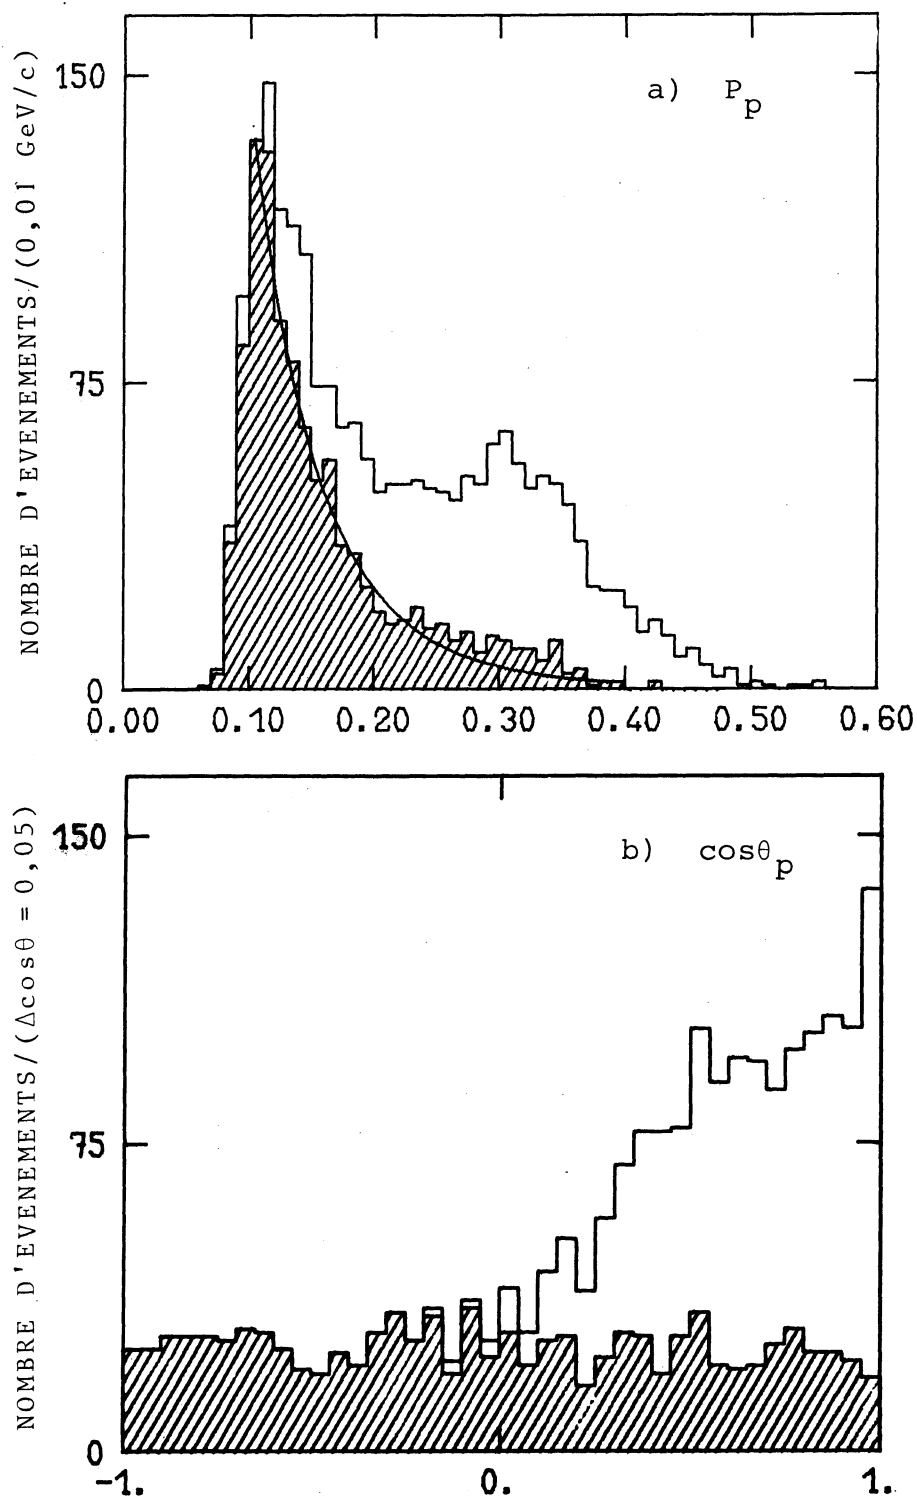 NOMBRE D'EVENEMENTS/(0,01 GeV/c)
a) Pp
150
75
0
0.00 0.10 0.20 0.30 0.40 0.50 0.60
NOMBRE D'EVENEMENTS/(Δcosθ = 0,05)
b) cosθp
150
75
0
-1. 0. 1.